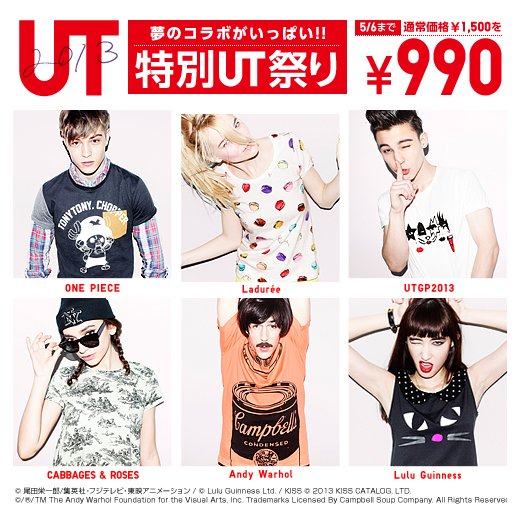 UT
2013
夢のコラボがいっぱい!!
特別UT祭り
5/6まで 通常価格¥1,500を
¥990
TONYTONY.CHOPPER
ONE PIECE
Ladurée
UTGP2013
Campbell's
CONDENSED
CABBAGES & ROSES
Andy Warhol
Lulu Guinness
© 尾田栄一郎/集英社・フジテレビ・東映アニメーション / © Lulu Guinness Ltd. / KISS © 2013 KISS CATALOG, LTD.
©/®/TM The Andy Warhol Foundation for the Visual Arts, Inc. Trademarks Licensed By Campbell Soup Company. All Rights Reserved